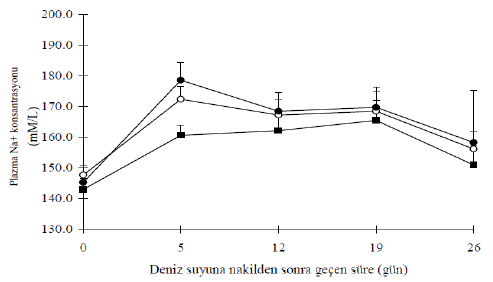 Plazma Na+ konsantrasyonu
(mM/L)
200.0
190.0
180.0
170.0
160.0
150.0
140.0
130.0
0 5 12 19 26
Deniz suyuna nakilden sonra geçen süre (gün)